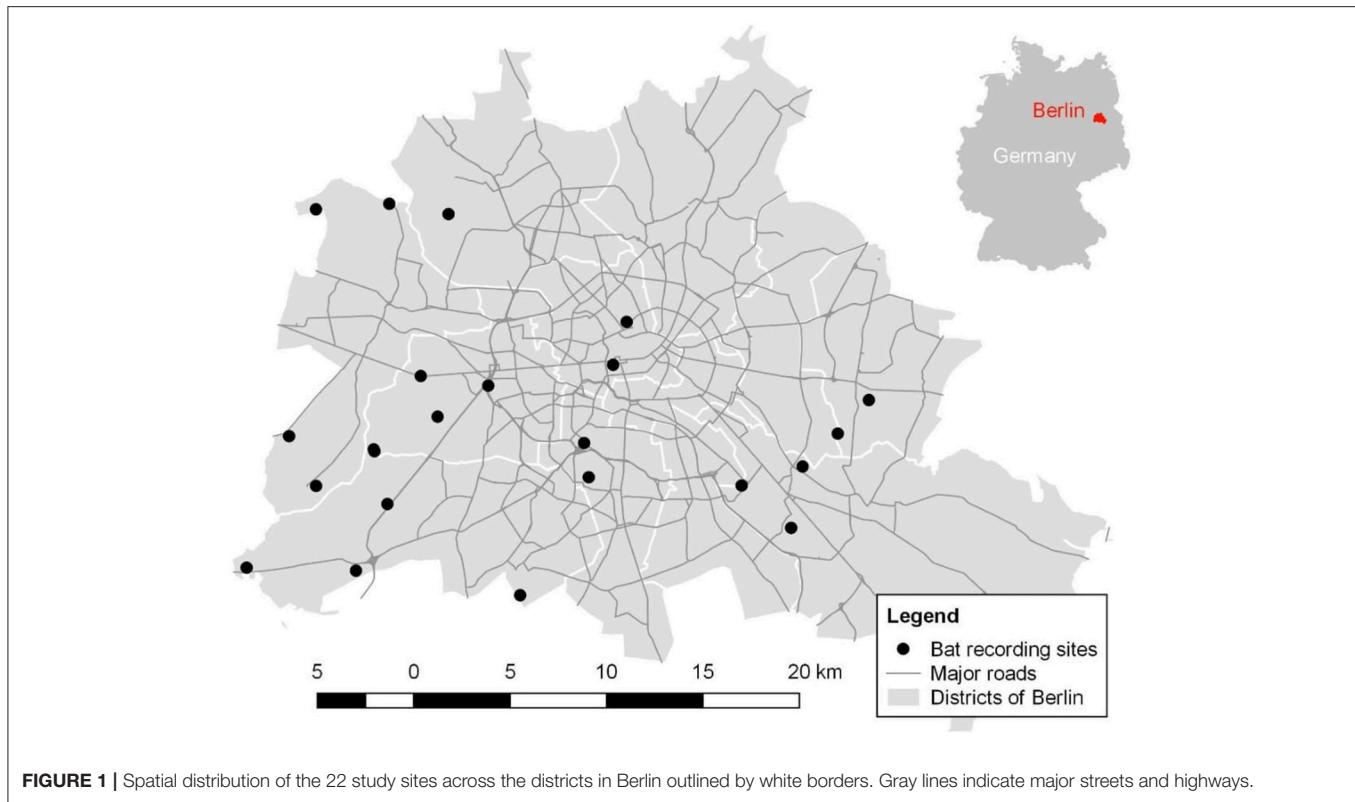 Berlin
Germany
Legend
Bat recording sites
Major roads
Districts of Berlin
5 0 5 10 15 20 km
FIGURE 1 | Spatial distribution of the 22 study sites across the districts in Berlin outlined by white borders. Gray lines indicate major streets and highways.